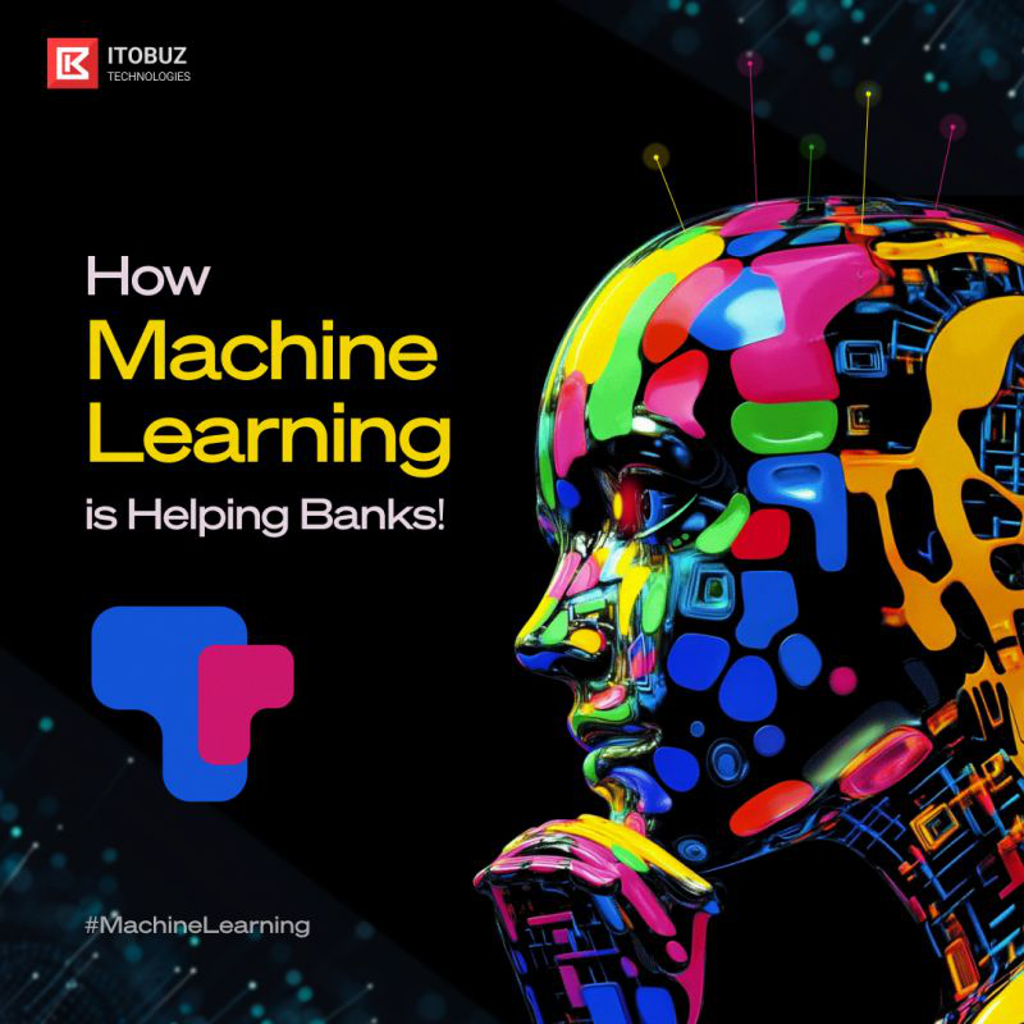 ITOBUZ
TECHNOLOGIES
How
Machine
Learning
is Helping Banks!
#MachineLearning